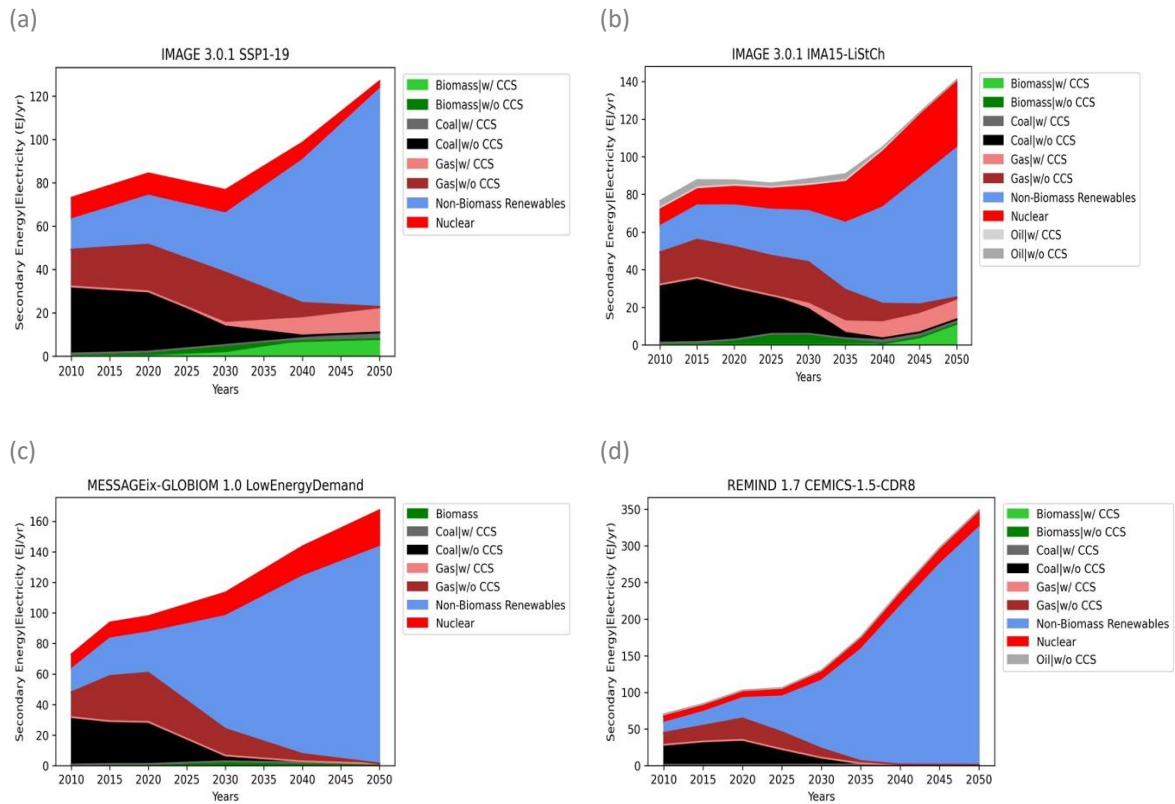 (a)
IMAGE 3.0.1 SSP1-19
Secondary Energy|Electricity (EJ/yr)
120
100
80
60
40
20
0
2010 2015 2020 2025 2030 2035 2040 2045 2050
Years
Biomass|w/ CCS
Biomass|w/o CCS
Coal|w/ CCS
Coal|w/o CCS
Gas|w/ CCS
Gas|w/o CCS
Non-Biomass Renewables
Nuclear
(b)
IMAGE 3.0.1 IMA15-LiStCh
Secondary Energy|Electricity (EJ/yr)
140
120
100
80
60
40
20
0
2010 2015 2020 2025 2030 2035 2040 2045 2050
Years
Biomass|w/ CCS
Biomass|w/o CCS
Coal|w/ CCS
Coal|w/o CCS
Gas|w/ CCS
Gas|w/o CCS
Non-Biomass Renewables
Nuclear
Oil|w/ CCS
Oil|w/o CCS
(c)
MESSAGEix-GLOBIOM 1.0 LowEnergyDemand
Secondary Energy|Electricity (EJ/yr)
160
140
120
100
80
60
40
20
0
2010 2015 2020 2025 2030 2035 2040 2045 2050
Years
Biomass
Coal|w/ CCS
Coal|w/o CCS
Gas|w/ CCS
Gas|w/o CCS
Non-Biomass Renewables
Nuclear
(d)
REMIND 1.7 CEMICS-1.5-CDR8
Secondary Energy|Electricity (EJ/yr)
350
300
250
200
150
100
50
0
2010 2015 2020 2025 2030 2035 2040 2045 2050
Years
Biomass|w/ CCS
Biomass|w/o CCS
Coal|w/ CCS
Coal|w/o CCS
Gas|w/ CCS
Gas|w/o CCS
Non-Biomass Renewables
Nuclear
Oil|w/o CCS